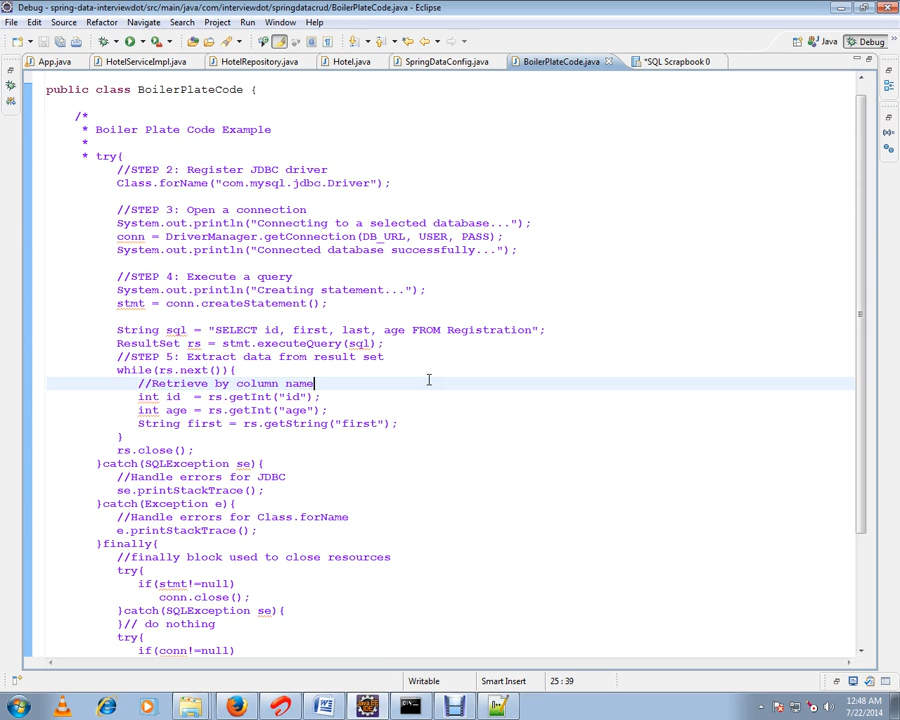 Debug - spring-data-interviewdot/src/main/java/com/interviewdot/springdatacrud/BoilerPlateCode.java - Eclipse
File Edit Source Refactor Navigate Search Project Run Window Help
Java Debug
App.java HotelServiceImpl.java HotelRepository.java Hotel.java SpringDataConfig.java BoilerPlateCode.java *SQL Scrapbook 0
public class BoilerPlateCode {
/*
* Boiler Plate Code Example
*
* try{
//STEP 2: Register JDBC driver
Class.forName("com.mysql.jdbc.Driver");
//STEP 3: Open a connection
System.out.println("Connecting to a selected database...");
conn = DriverManager.getConnection(DB_URL, USER, PASS);
System.out.println("Connected database successfully...");
//STEP 4: Execute a query
System.out.println("Creating statement...");
stmt = conn.createStatement();
String sql = "SELECT id, first, last, age FROM Registration";
ResultSet rs = stmt.executeQuery(sql);
//STEP 5: Extract data from result set
while(rs.next()){
//Retrieve by column name
int id  = rs.getInt("id");
int age = rs.getInt("age");
String first = rs.getString("first");
}
rs.close();
}catch(SQLException se){
//Handle errors for JDBC
se.printStackTrace();
}catch(Exception e){
//Handle errors for Class.forName
e.printStackTrace();
}finally{
//finally block used to close resources
try{
if(stmt!=null)
conn.close();
}catch(SQLException se){
}// do nothing
try{
if(conn!=null)
Writable Smart Insert 25 : 39
12:48 AM
7/22/2014